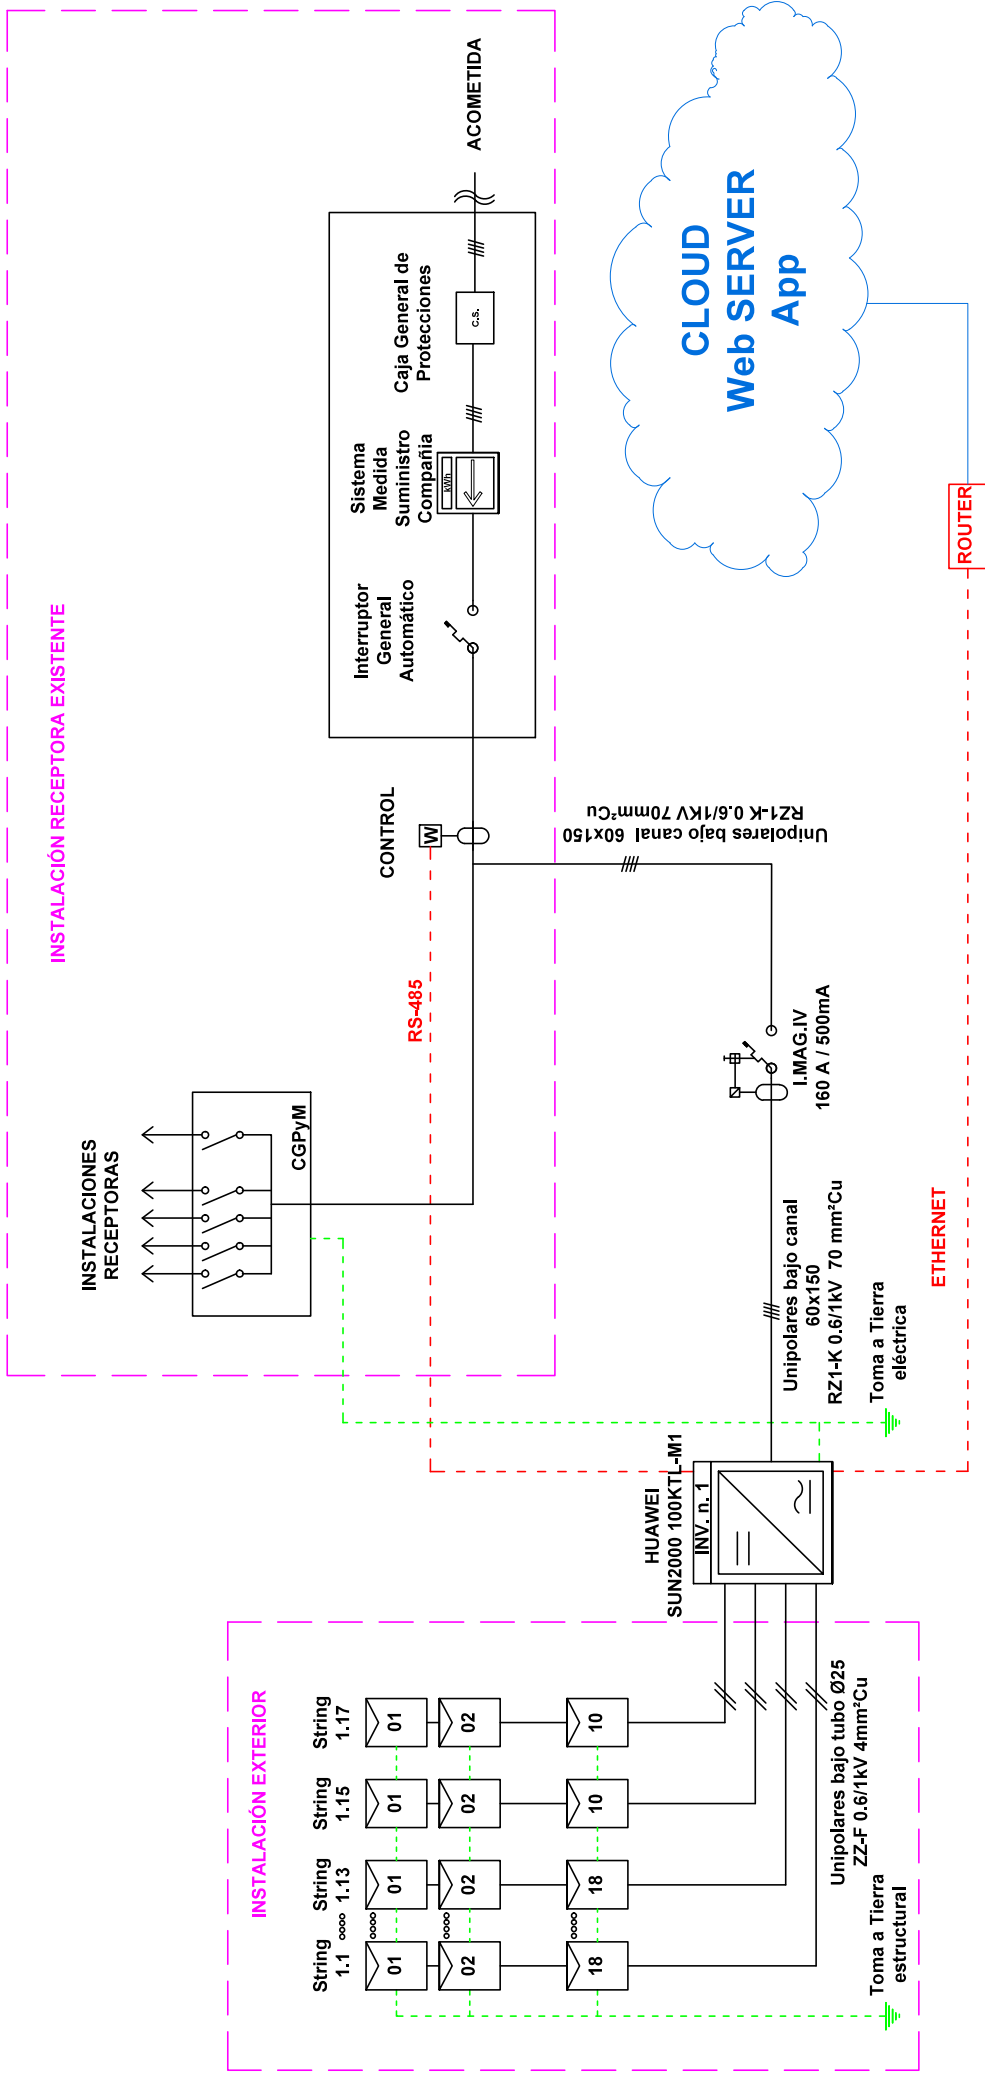 INSTALACIÓN RECEPTORA EXISTENTE
ACOMETIDA
Caja General de
Protecciones
c.s.
Sistema
Medida
Suministro
Compañia
kWh
Interruptor
General
Automático
CONTROL
W
RS-485
INSTALACIONES
RECEPTORAS
CGPyM
Unipolares bajo canal 60x150
RZ1-K 0.6/1KV 70mm²Cu
I.MAG.IV
160 A / 500mA
Unipolares bajo canal
60x150
RZ1-K 0.6/1kV 70 mm²Cu
Toma a Tierra
eléctrica
ETHERNET
ROUTER
CLOUD
Web SERVER
App
HUAWEI
SUN2000 100KTL-M1
INV. n. 1
INSTALACIÓN EXTERIOR
String
1.1
String
1.13
String
1.15
String
1.17
01
02
18
01
02
18
01
02
10
01
02
10
Unipolares bajo tubo Ø25
ZZ-F 0.6/1kV 4mm²Cu
Toma a Tierra
estructural